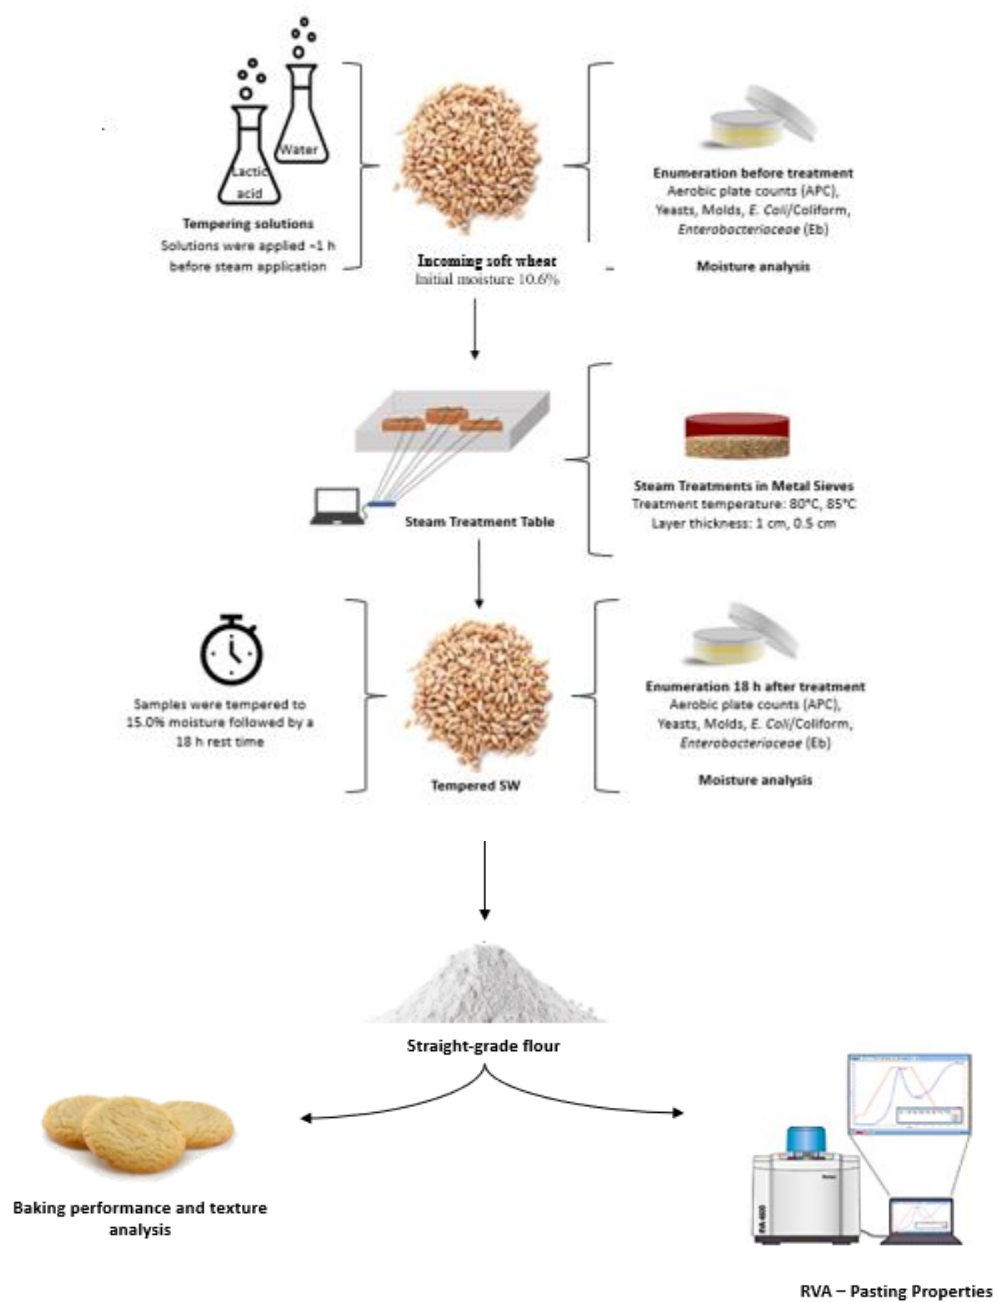 Water
Lactic
acid
Tempering solutions
Solutions were applied ~1 h
before steam application
Incoming soft wheat
Initial moisture 10.6%
Enumeration before treatment
Aerobic plate counts (APC),
Yeasts, Molds, E. Coli/Coliform,
Enterobacteriaceae (Eb)
Moisture analysis
Steam Treatment Table
Steam Treatments in Metal Sieves
Treatment temperature: 80°C, 85°C
Layer thickness: 1 cm, 0.5 cm
Samples were tempered to
15.0% moisture followed by a
18 h rest time
Tempered SW
Enumeration 18 h after treatment
Aerobic plate counts (APC),
Yeasts, Molds, E. Coli/Coliform,
Enterobacteriaceae (Eb)
Moisture analysis
Straight-grade flour
Baking performance and texture
analysis
RVA – Pasting Properties